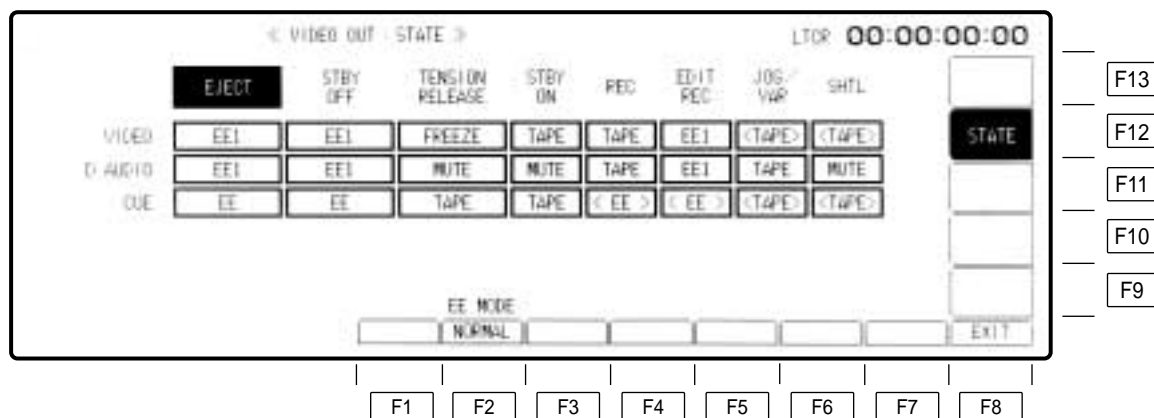 < VIDEO OUT STATE > LTCR 00:00:00:00
EJECT STBY OFF TENSION RELEASE STBY ON REC EDIT REC JOG/ VAR SHTL
VIDEO EE1 EE1 FREEZE TAPE TAPE EE1 <TAPE> <TAPE>
D AUDIO EE1 EE1 MUTE MUTE TAPE EE1 TAPE MUTE
CUE EE EE TAPE TAPE < EE > < EE > <TAPE> <TAPE>
STATE
EE MODE
NORMAL
EXIT
F13
F12
F11
F10
F9
F1 F2 F3 F4 F5 F6 F7 F8